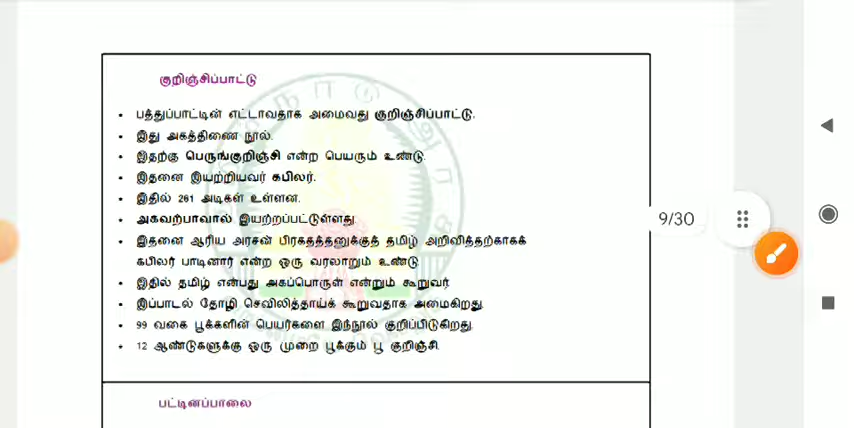 குறிஞ்சிப்பாட்டு
• பத்துப்பாட்டின் எட்டாவதாக அமைவது குறிஞ்சிப்பாட்டு.
• இது அகத்திணை நூல்.
• இதற்கு பெருங்குறிஞ்சி என்ற பெயரும் உண்டு.
• இதனை இயற்றியவர் கபிலர்.
• இதில் 261 அடிகள் உள்ளன.
• அகவற்பாவால் இயற்றப்பட்டுள்ளது.
• இதனை ஆரிய அரசன் பிரகதத்தனுக்குத் தமிழ் அறிவித்தற்காகக்
கபிலர் பாடினார் என்ற ஒரு வரலாறும் உண்டு
• இதில் தமிழ் என்பது அகப்பொருள் என்றும் கூறுவர்
• இப்பாடல் தோழி செவிலித்தாய்க் கூறுவதாக அமைகிறது.
• 99 வகை பூக்களின் பெயர்களை இந்நூல் குறிப்பிடுகிறது.
• 12 ஆண்டுகளுக்கு ஒரு முறை பூக்கும் பூ குறிஞ்சி.
9/30
பட்டினப்பாலை